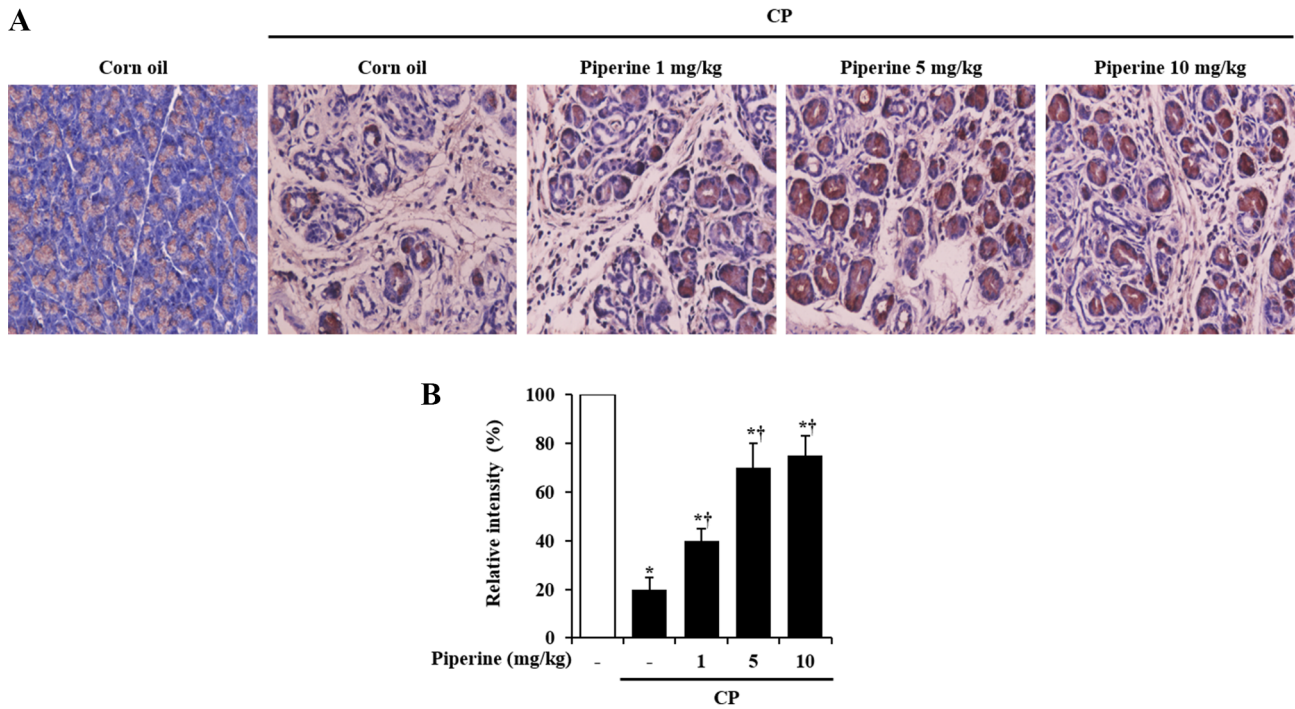 A
CP
Corn oil
Corn oil
Piperine 1 mg/kg
Piperine 5 mg/kg
Piperine 10 mg/kg
B
Relative intensity (%)
100
80
60
40
20
0
*
*†
*†
*†
Piperine (mg/kg) - - 1 5 10
CP